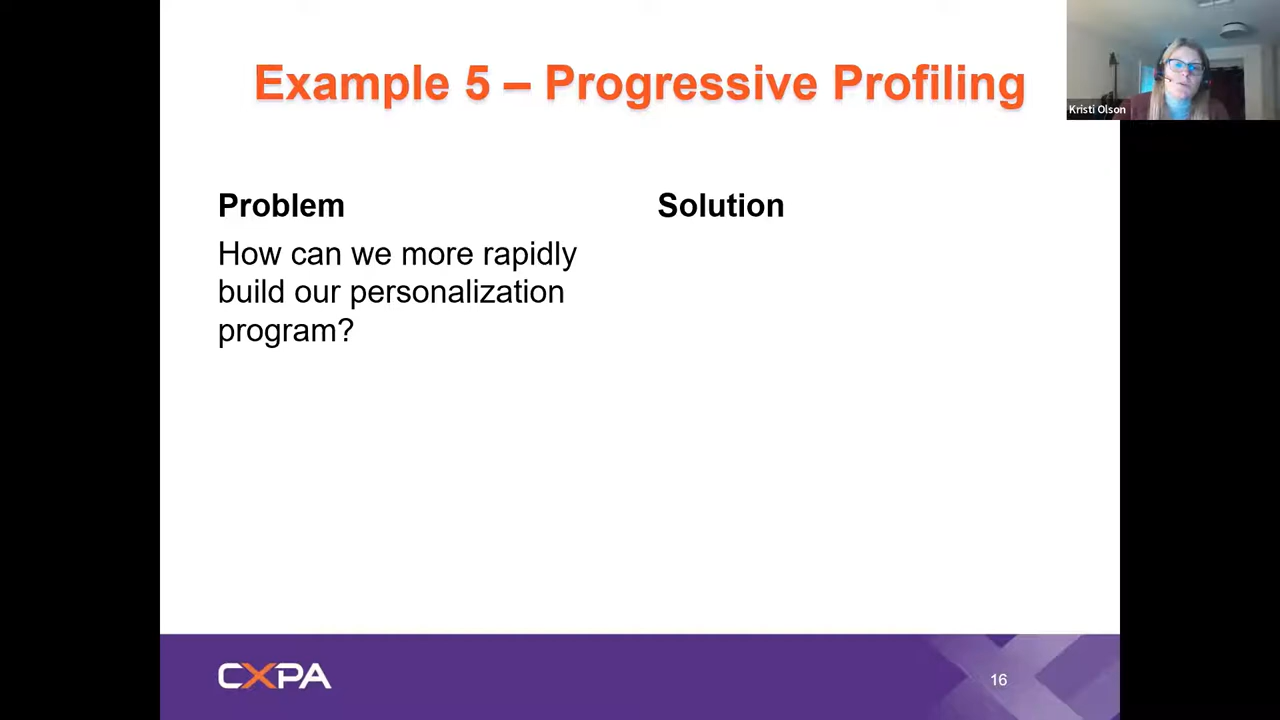 Example 5 – Progressive Profiling
Kristi Olson
Problem
How can we more rapidly
build our personalization
program?
Solution
CXPA
16